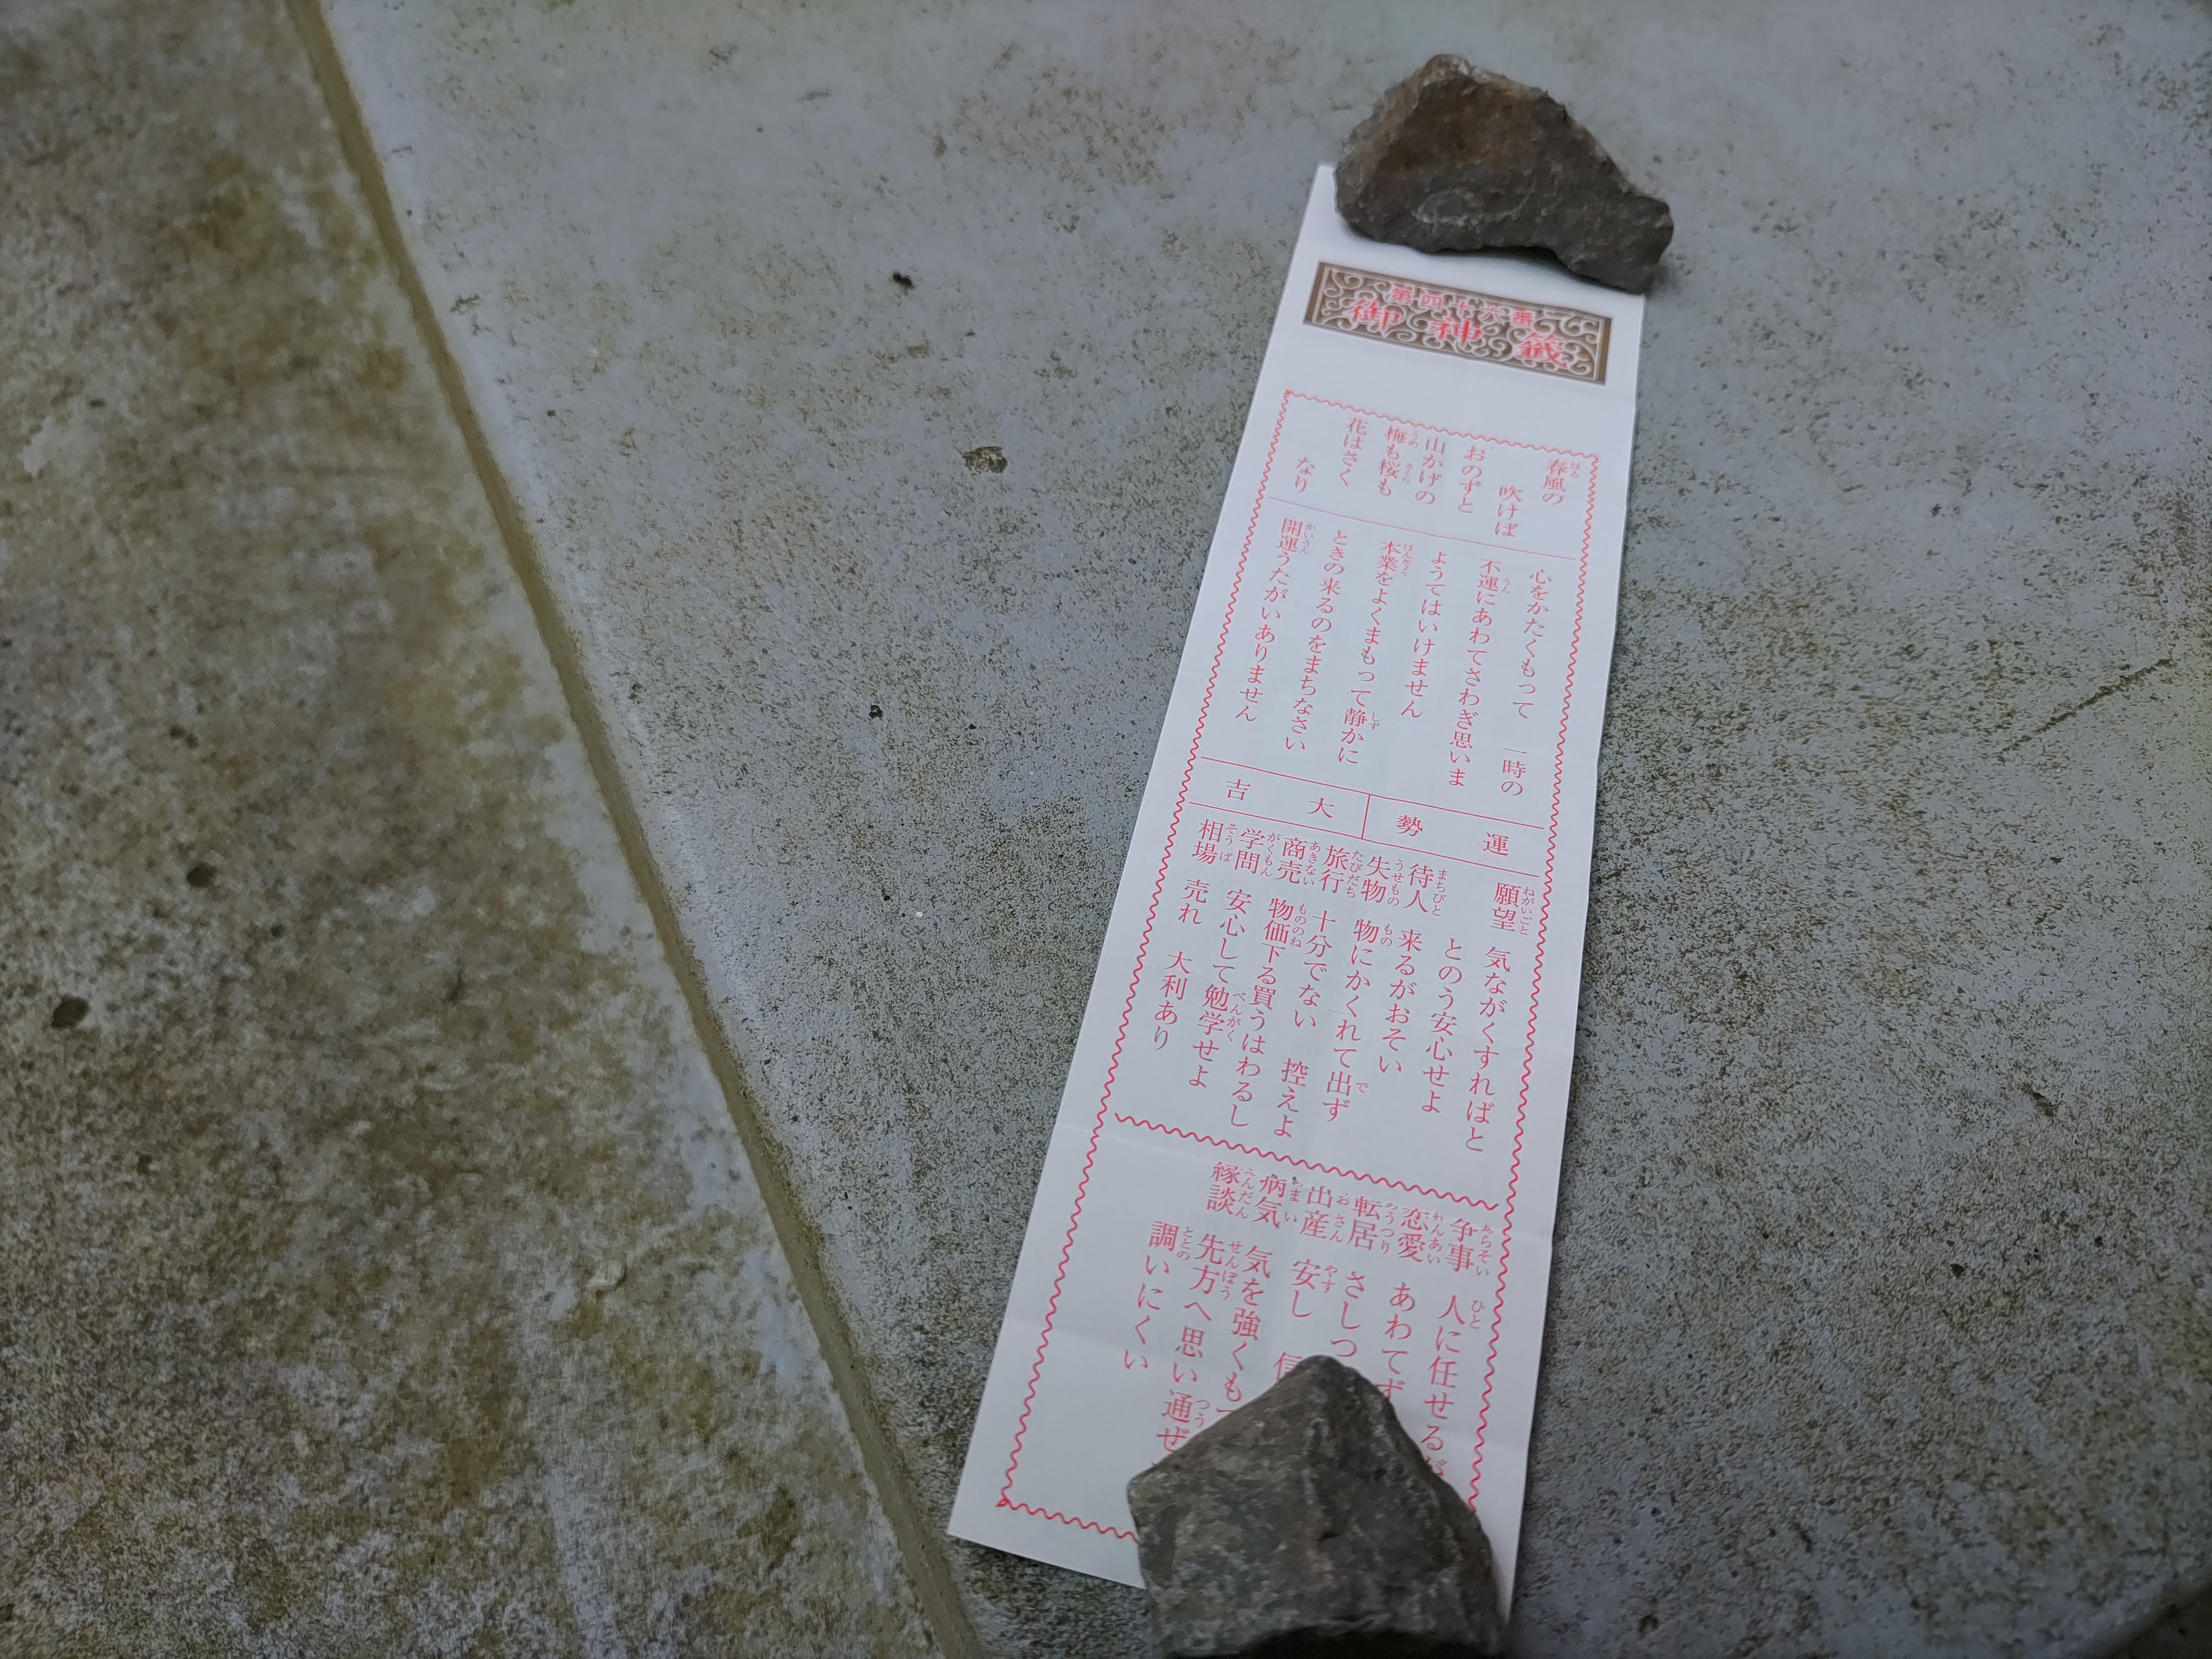 第四十六番
御神籤
春風の
吹けば
おのずと
山かげの
梅も桜も
花はさく
なり
心をかたくもって 一時の
不運にあわてさわぎ思いま
ようてはいけません
本業をよくまもって静かに
ときの来るのをまちなさい
開運うたがいありません
運勢 大吉
願望 気ながくすればと
とのう安心せよ
待人 来るがおそい
失物 物にかくれて出ず
旅行 十分でない 控えよ
商売 物価下る買うはわるし
学問 安心して勉学せよ
相場 売れ 大利あり
争事 人に任せるが
恋愛 あわてず
転居 さしつ
出産 安し 信
病気 気を強くも
縁談 先方へ思い通ぜ
調いにくい